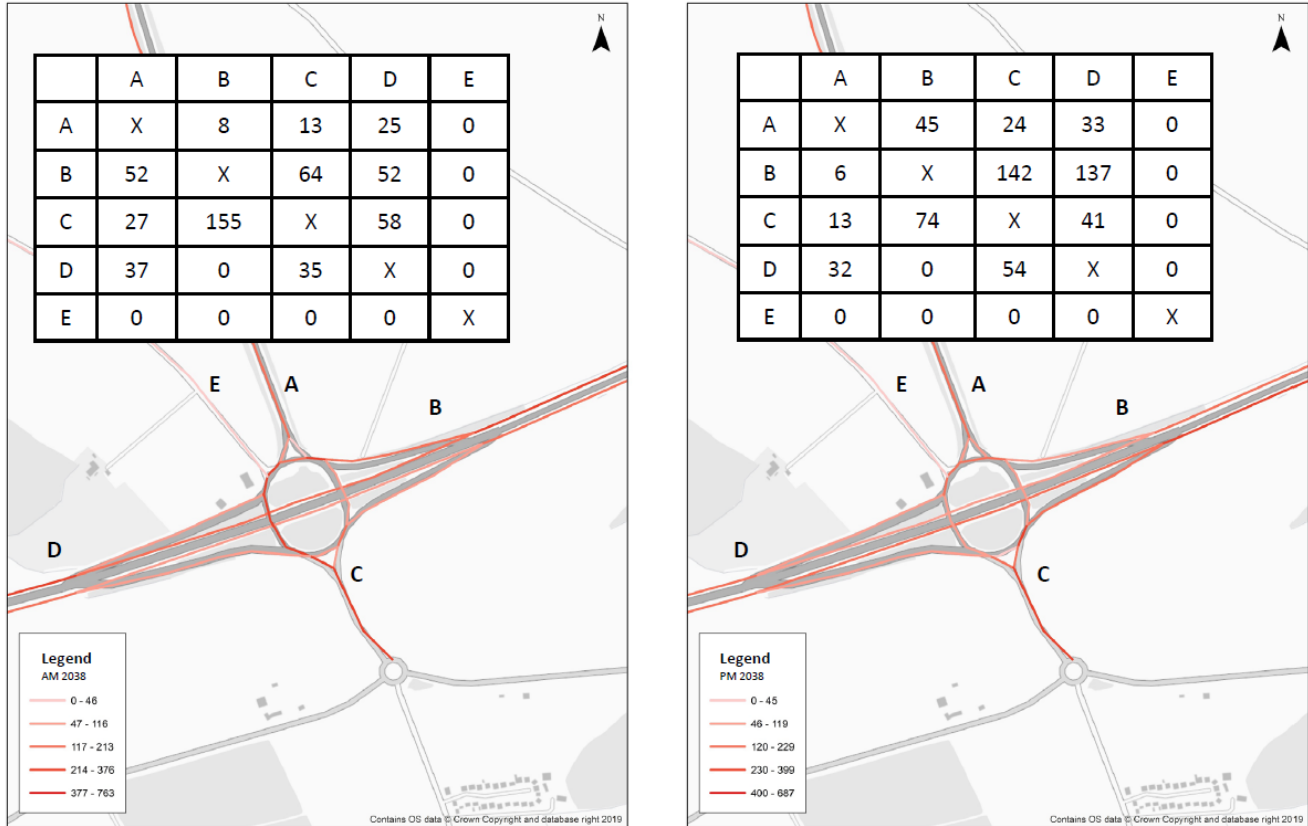 N
A B C D E
A X 8 13 25 0
B 52 X 64 52 0
C 27 155 X 58 0
D 37 0 35 X 0
E 0 0 0 0 X
E
A
B
D
C
Legend
AM 2038
0 - 46
47 - 116
117 - 213
214 - 376
377 - 763
Contains OS data © Crown Copyright and database right 2019
N
A B C D E
A X 45 24 33 0
B 6 X 142 137 0
C 13 74 X 41 0
D 32 0 54 X 0
E 0 0 0 0 X
E
A
B
D
C
Legend
PM 2038
0 - 45
46 - 119
120 - 229
230 - 399
400 - 687
Contains OS data © Crown Copyright and database right 2019